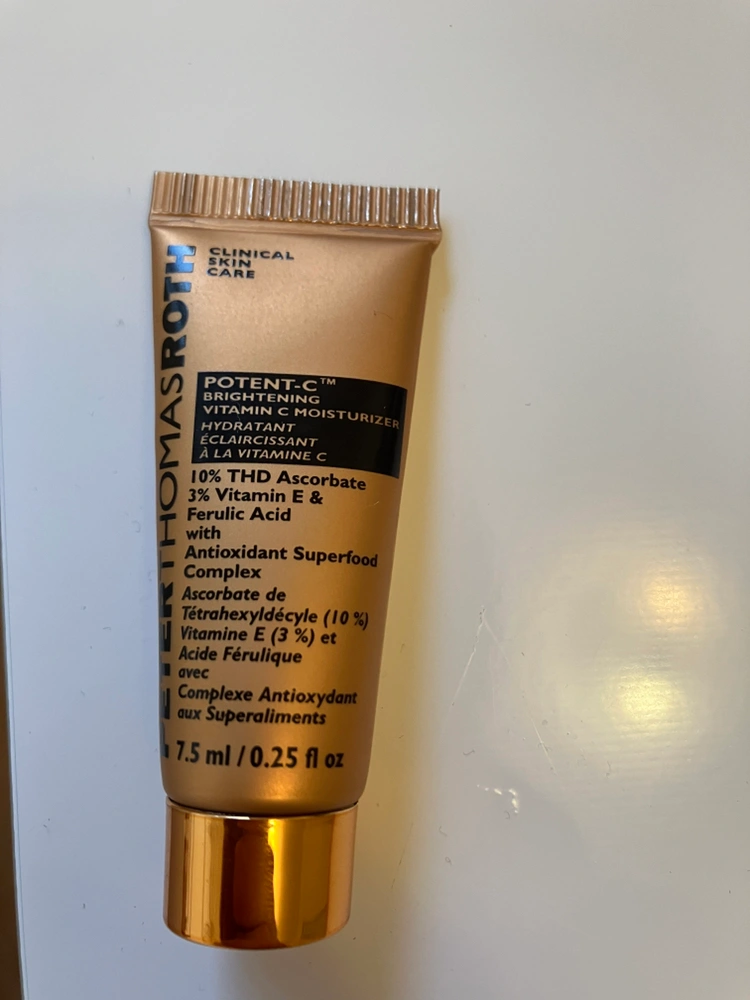 PETERTHOMASROTH
CLINICAL
SKIN
CARE
POTENT-C™
BRIGHTENING
VITAMIN C MOISTURIZER
HYDRATANT
ÉCLAIRCISSANT
À LA VITAMINE C
10% THD Ascorbate
3% Vitamin E &
Ferulic Acid
with
Antioxidant Superfood
Complex
Ascorbate de
Tétrahexyldécyle (10 %)
Vitamine E (3 %) et
Acide Férulique
avec
Complexe Antioxydant
aux Superaliments
7.5 ml / 0.25 fl oz